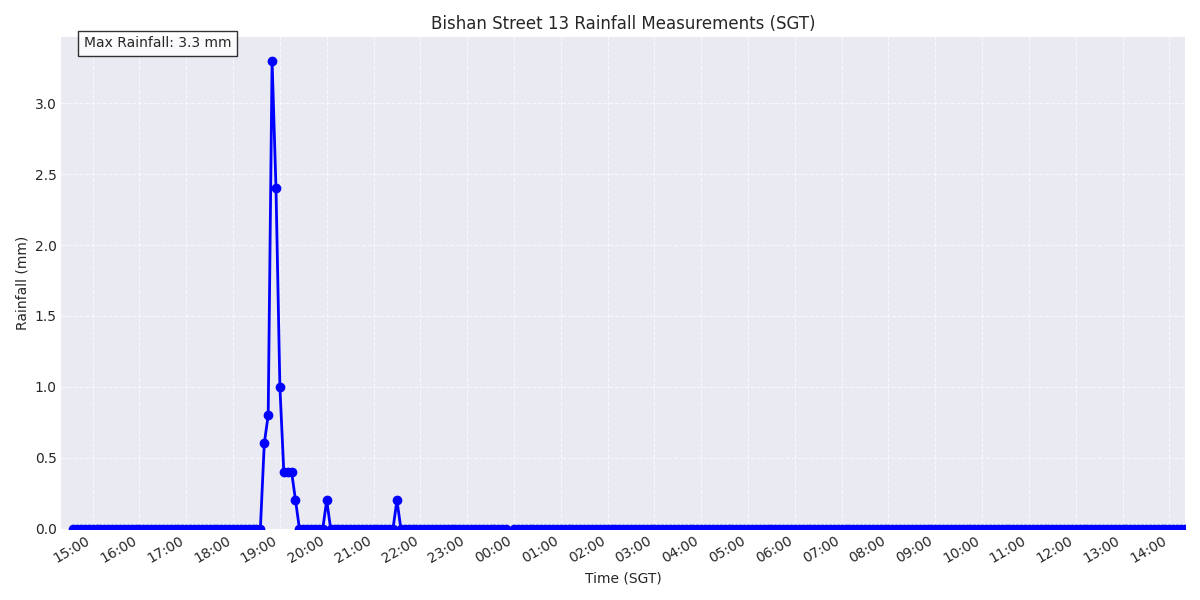 Bishan Street 13 Rainfall Measurements (SGT)
Max Rainfall: 3.3 mm
3.0
2.5
2.0
1.5
1.0
0.5
0.0
Rainfall (mm)
15:00 16:00 17:00 18:00 19:00 20:00 21:00 22:00 23:00 00:00 01:00 02:00 03:00 04:00 05:00 06:00 07:00 08:00 09:00 10:00 11:00 12:00 13:00 14:00
Time (SGT)